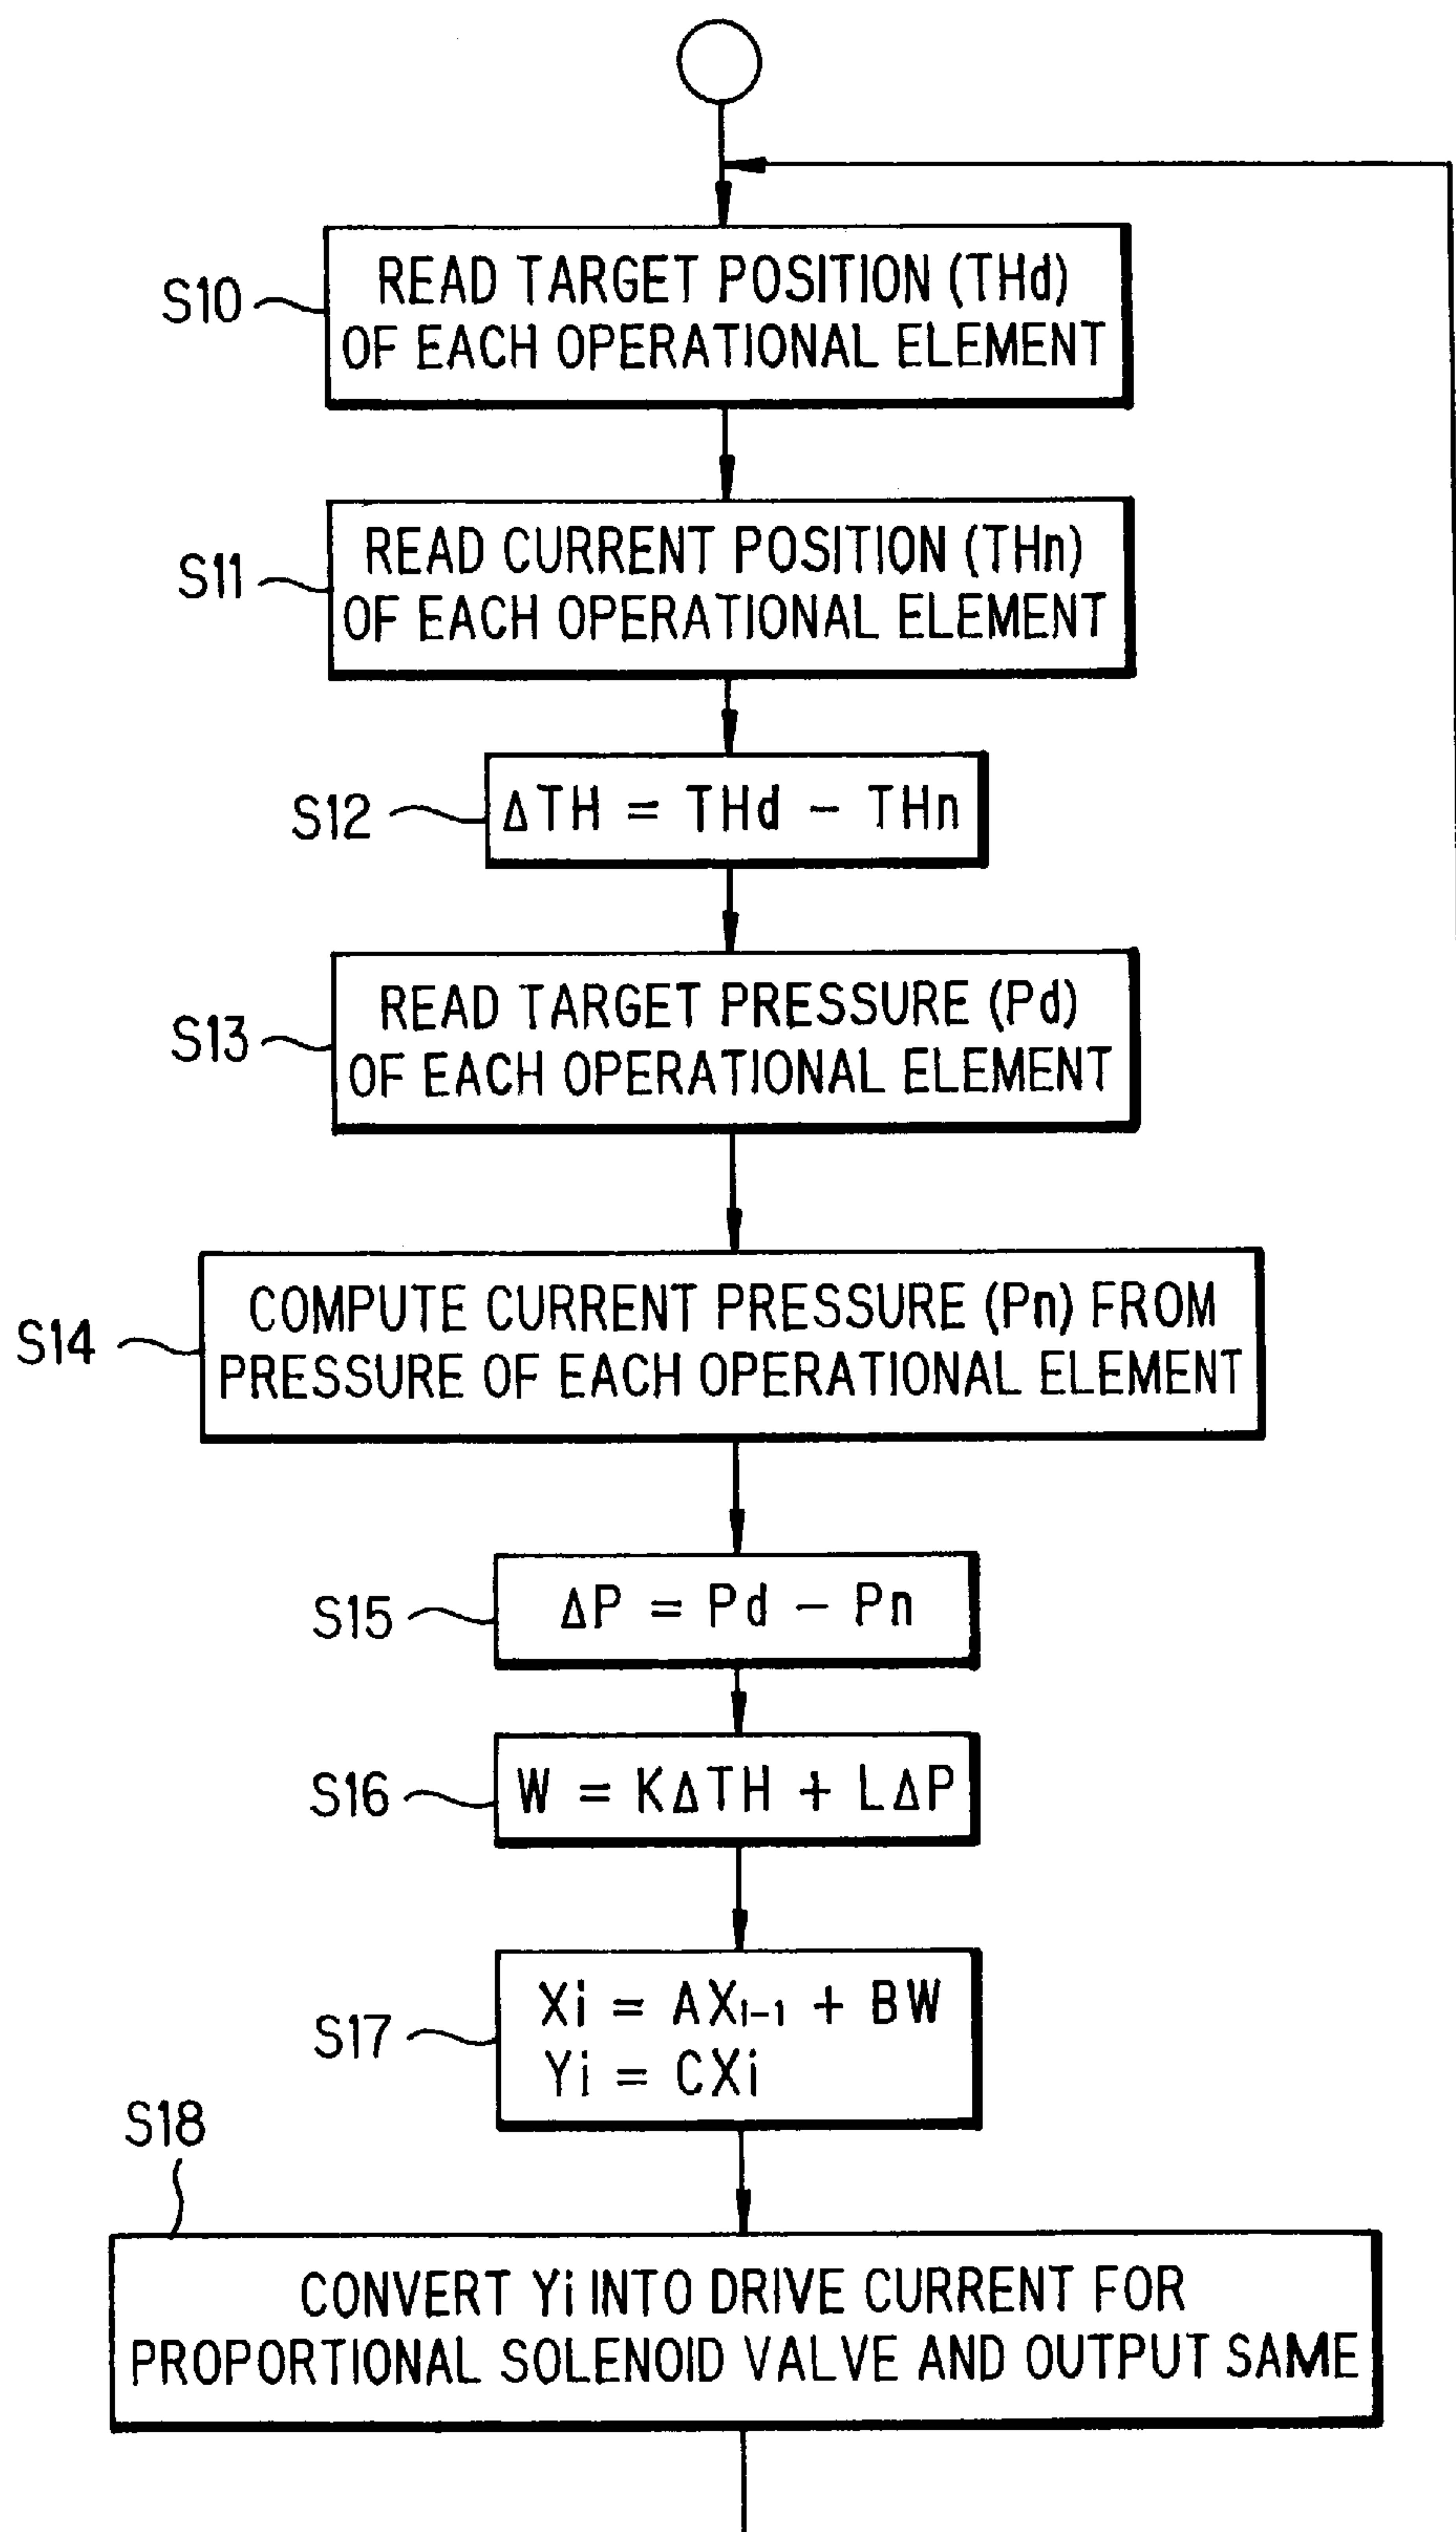 S10
READ TARGET POSITION (THd)
OF EACH OPERATIONAL ELEMENT
S11
READ CURRENT POSITION (THn)
OF EACH OPERATIONAL ELEMENT
S12
ΔTH = THd - THn
S13
READ TARGET PRESSURE (Pd)
OF EACH OPERATIONAL ELEMENT
S14
COMPUTE CURRENT PRESSURE (Pn) FROM
PRESSURE OF EACH OPERATIONAL ELEMENT
S15
ΔP = Pd - Pn
S16
W = KΔTH + LΔP
S17
Xi = AXI-1 + BW
Yi = CXi
S18
CONVERT Yi INTO DRIVE CURRENT FOR
PROPORTIONAL SOLENOID VALVE AND OUTPUT SAME